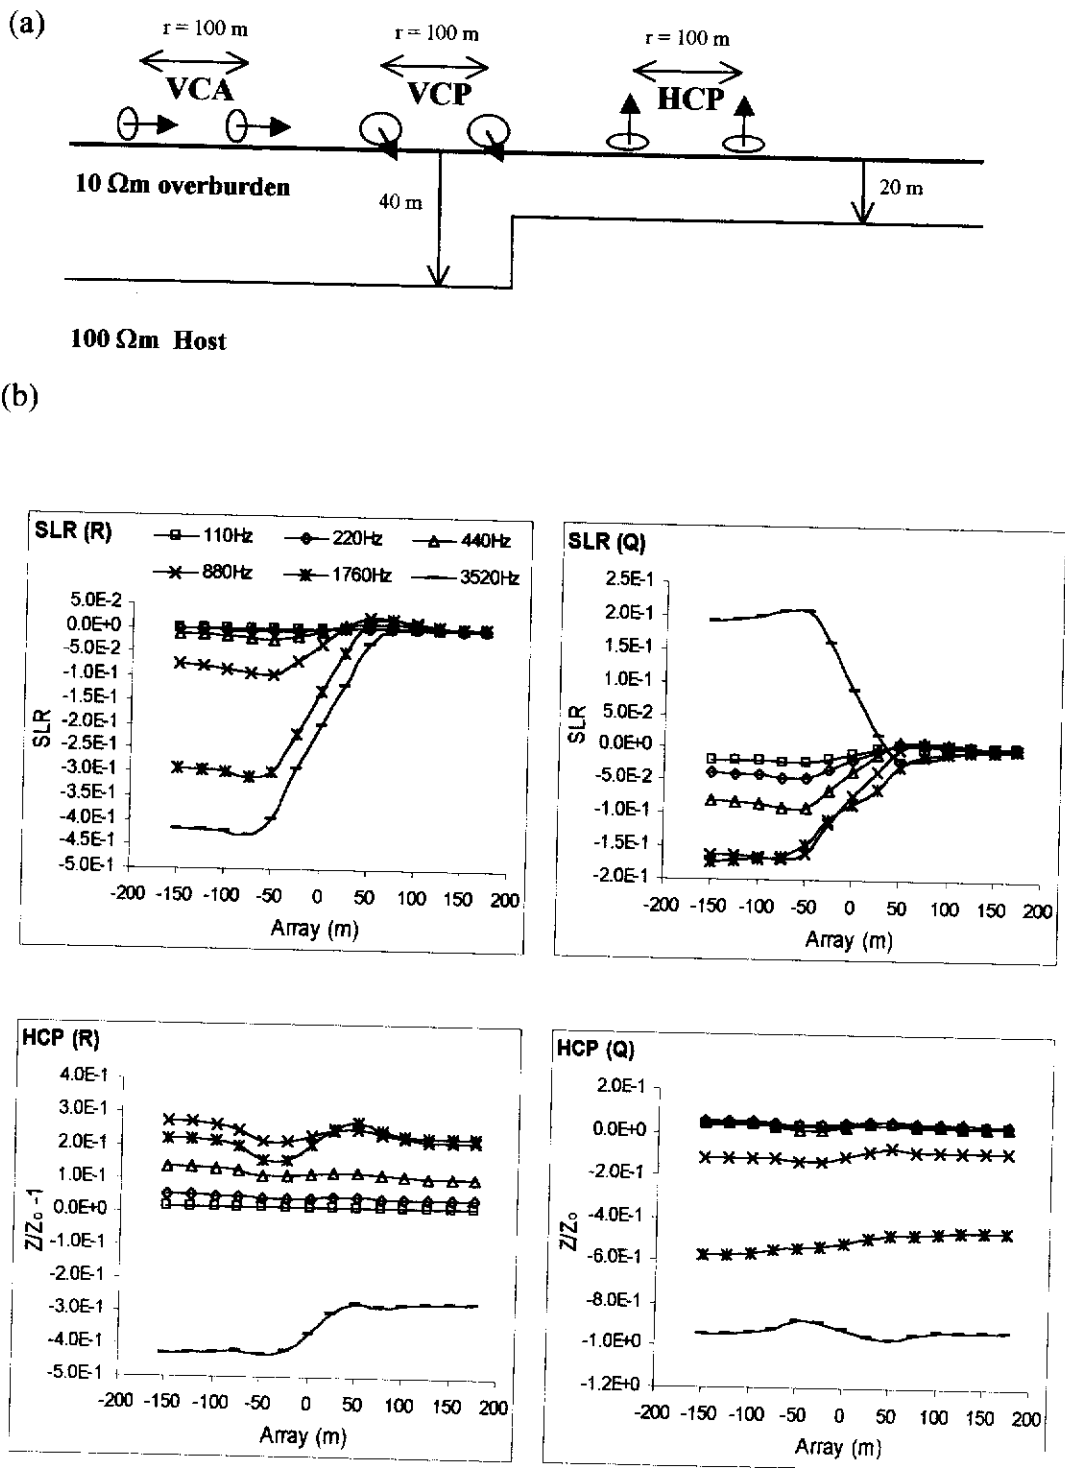 (a)
r = 100 m
r = 100 m
r = 100 m
VCA
VCP
HCP
10 Ωm overburden
40 m
20 m
100 Ωm Host
(b)
SLR (R)
110Hz
220Hz
440Hz
880Hz
1760Hz
3520Hz
5.0E-2
0.0E+0
-5.0E-2
-1.0E-1
-1.5E-1
-2.0E-1
-2.5E-1
-3.0E-1
-3.5E-1
-4.0E-1
-4.5E-1
-5.0E-1
SLR
-200 -150 -100 -50 0 50 100 150 200
Array (m)
SLR (Q)
2.5E-1
2.0E-1
1.5E-1
1.0E-1
5.0E-2
0.0E+0
-5.0E-2
-1.0E-1
-1.5E-1
-2.0E-1
SLR
-200 -150 -100 -50 0 50 100 150 200
Array (m)
HCP (R)
4.0E-1
3.0E-1
2.0E-1
1.0E-1
0.0E+0
-1.0E-1
-2.0E-1
-3.0E-1
-4.0E-1
-5.0E-1
Z/Z₀ -1
-200 -150 -100 -50 0 50 100 150 200
Array (m)
HCP (Q)
2.0E-1
0.0E+0
-2.0E-1
-4.0E-1
-6.0E-1
-8.0E-1
-1.0E+0
-1.2E+0
Z/Z₀
-200 -150 -100 -50 0 50 100 150 200
Array (m)